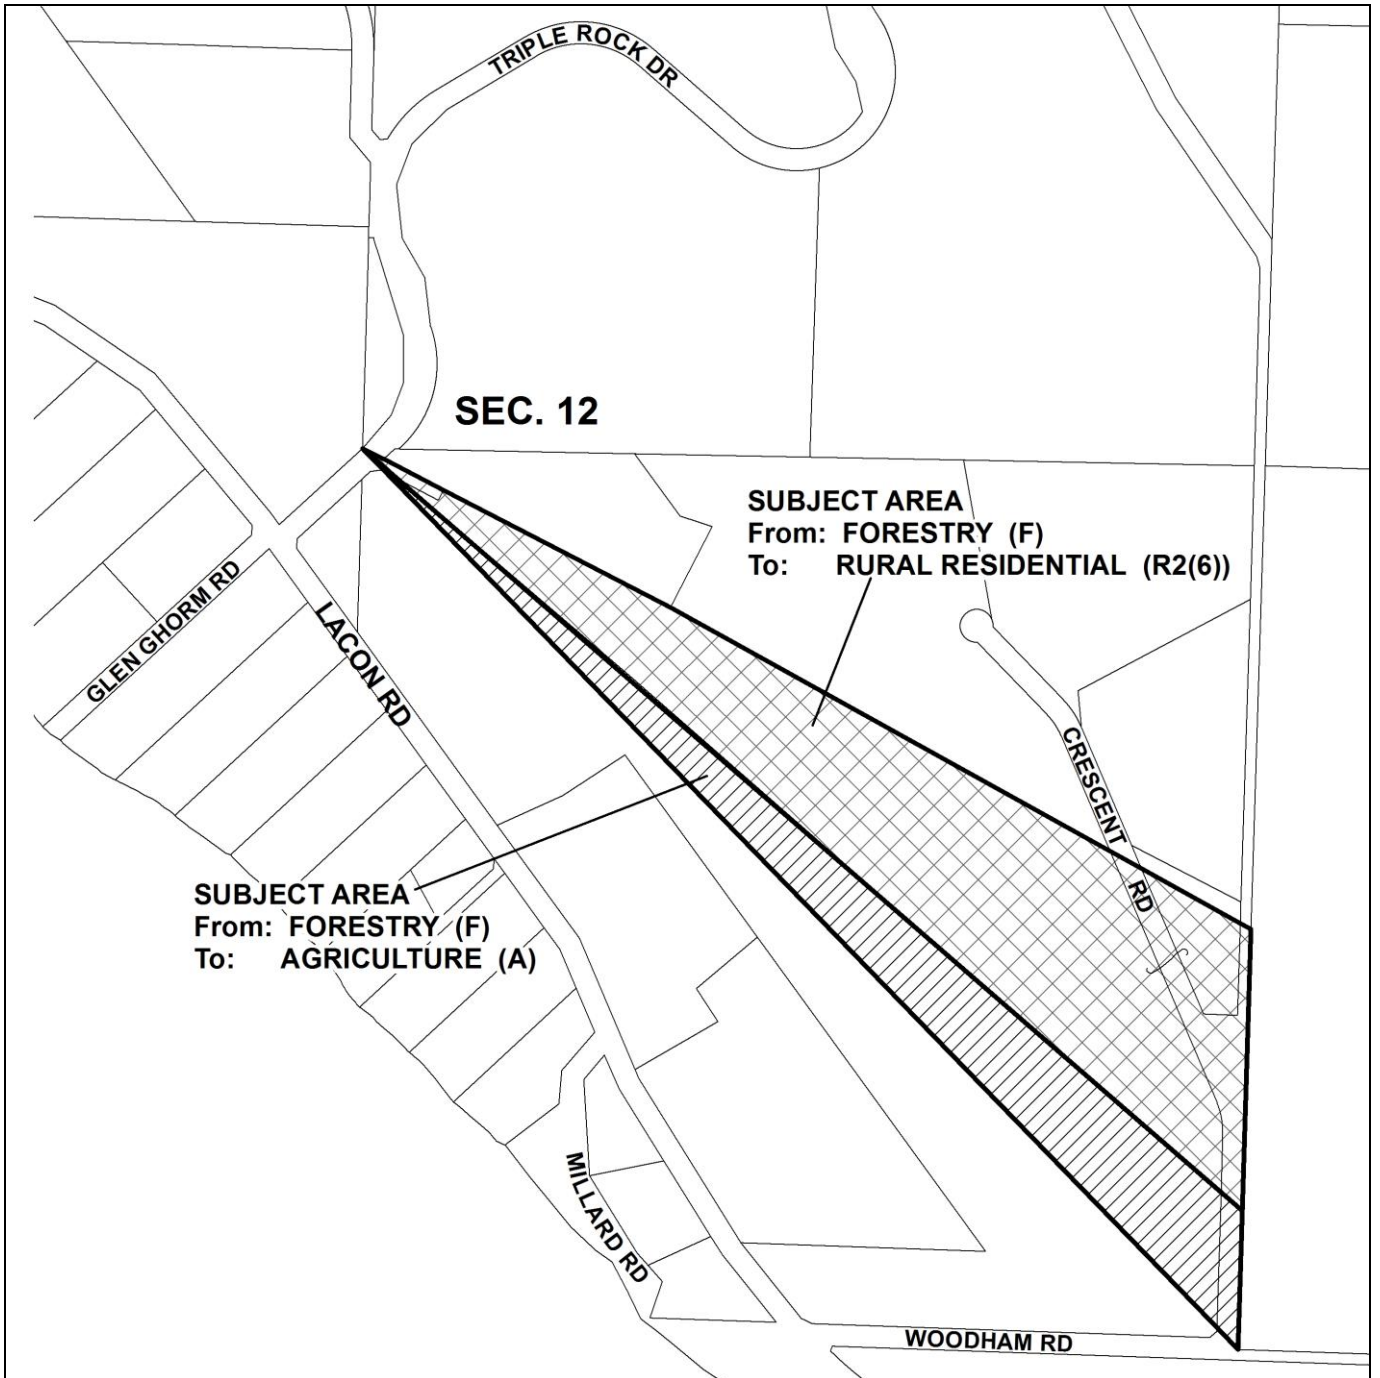 TRIPLE ROCK DR
SEC. 12
SUBJECT AREA
From: FORESTRY (F)
To: RURAL RESIDENTIAL (R2(6))
GLEN GHORM RD
LACON RD
CRESCENT RD
SUBJECT AREA
From: FORESTRY (F)
To: AGRICULTURE (A)
MILLARD RD
WOODHAM RD